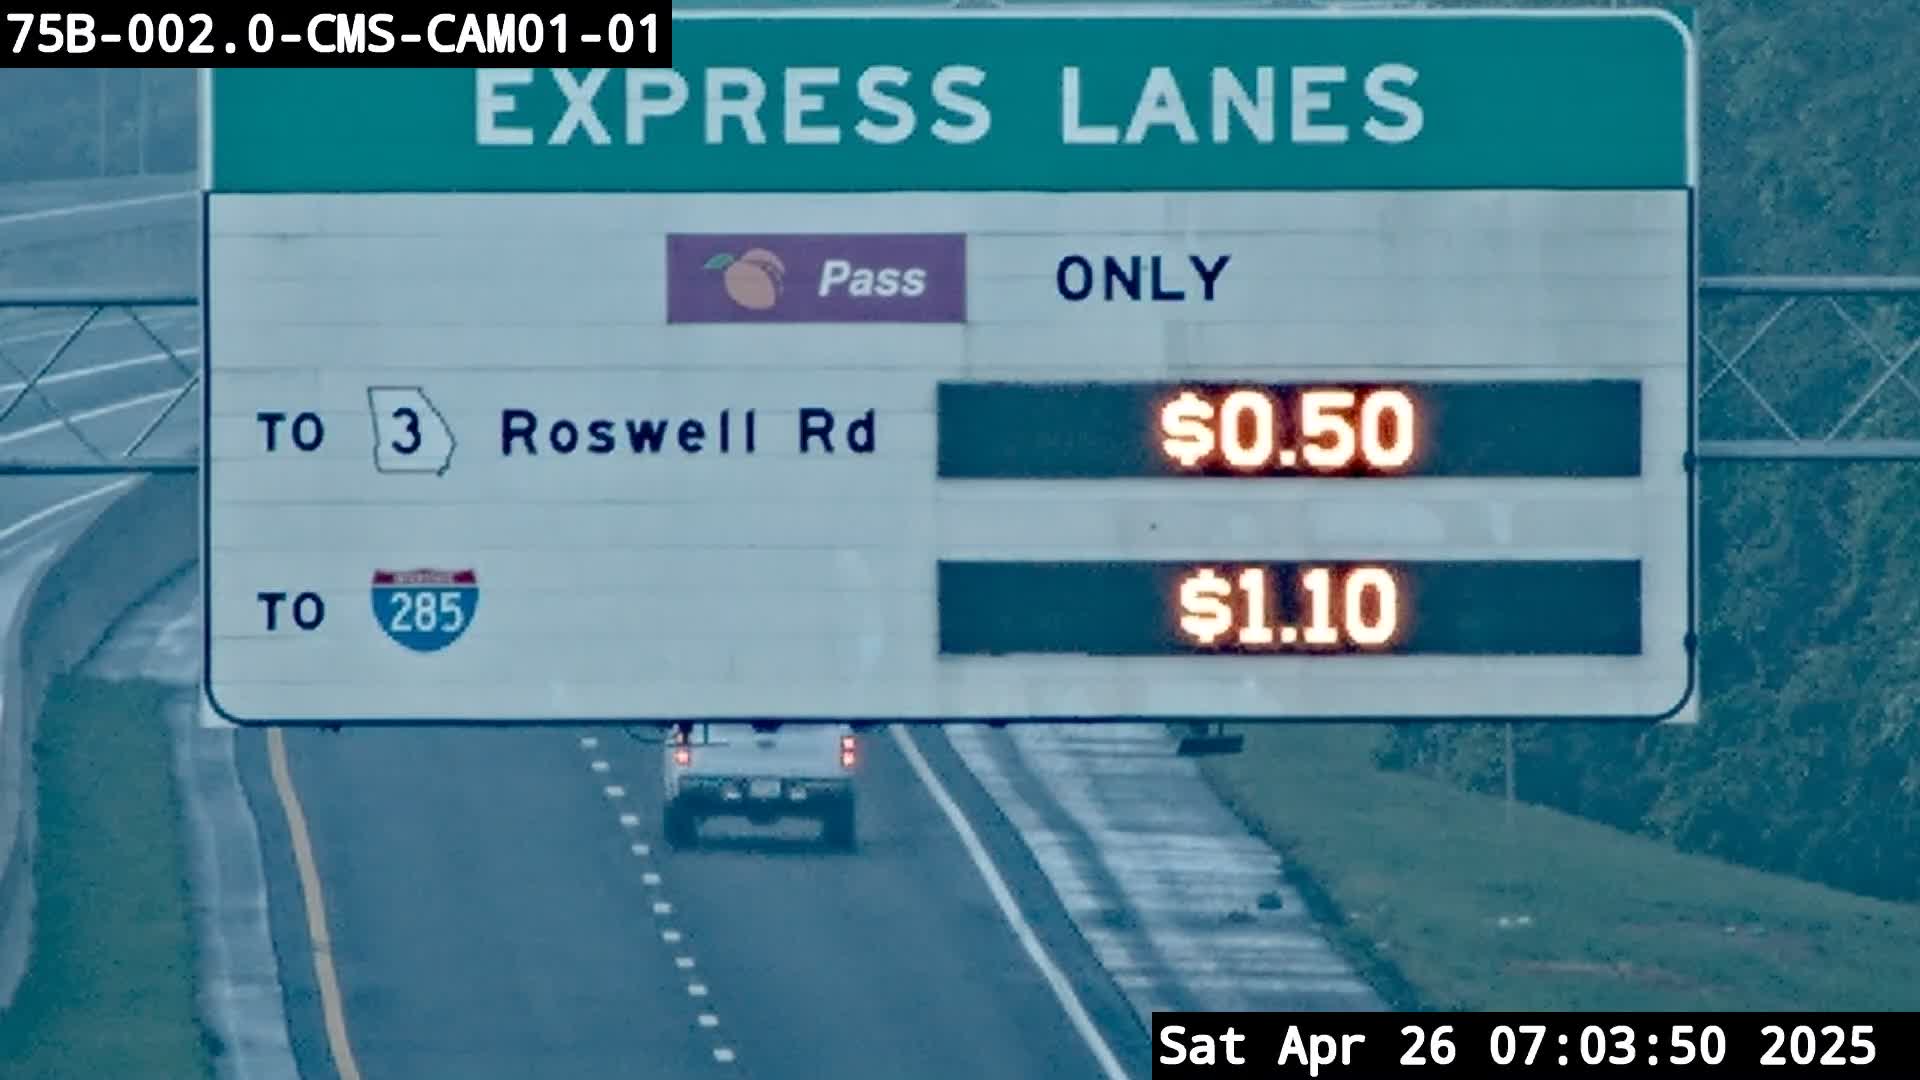 75B-002.0-CMS-CAM01-01
EXPRESS LANES
Pass ONLY
TO 3 Roswell Rd $0.50
TO 285 $1.10
Sat Apr 26 07:03:50 2025